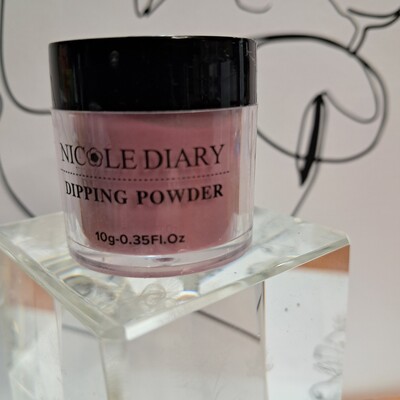 NICOLE DIARY
DIPPING POWDER
10g-0.35Fl.Oz